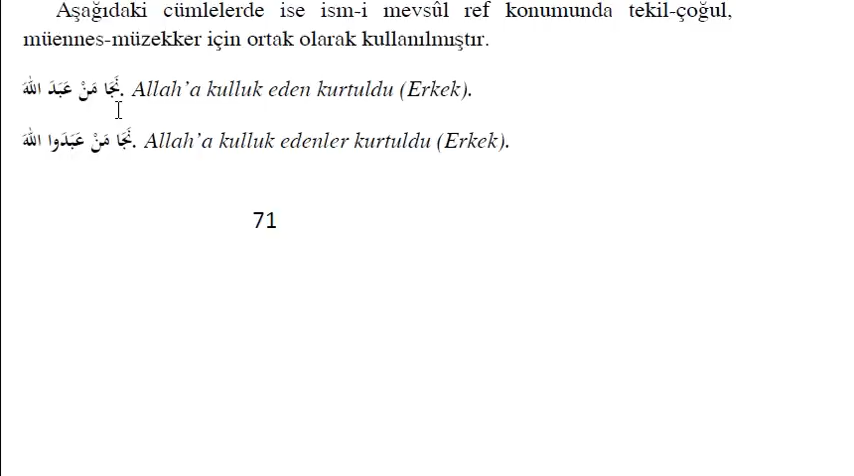 Aşağıdaki cümlelerde ise ism-i mevsûl ref konumunda tekil-çoğul,
müennes-müzekker için ortak olarak kullanılmıştır.
نَجَا مَنْ عَبَدَ اللهَ. Allah’a kulluk eden kurtuldu (Erkek).
نَجَا مَنْ عَبَدَوا اللهَ. Allah’a kulluk edenler kurtuldu (Erkek).
71